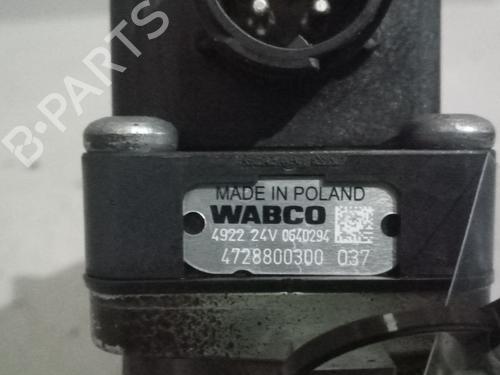 MADE IN POLAND
WABCO
4922 24V 0640294
4728800300 037
B-PARTS